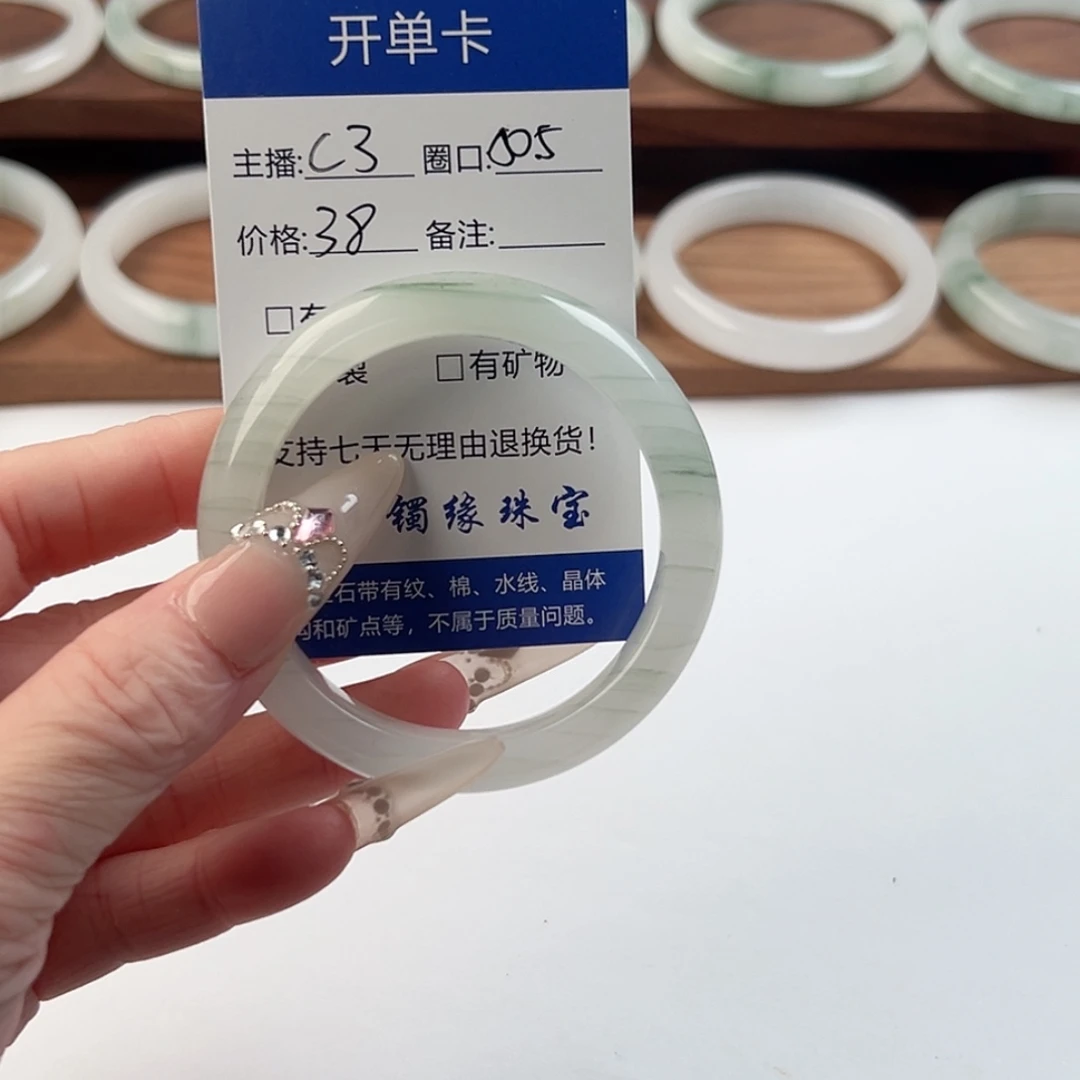 开单卡
主播:C3 圈口:
价格:38 备注:
□有
裂 □有矿物
支持七天无理由退换货!
镯缘珠宝
石带有纹、棉、水线、晶体
和矿点等，不属于质量问题。